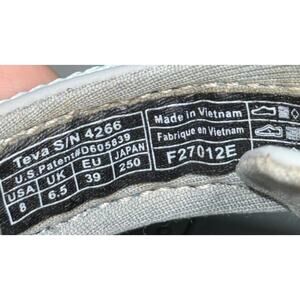 Teva S/N 4266
U.S. Patent#D605839
USA UK EU JAPAN
8 6.5 39 250
Made in Vietnam
Fabrique en Vietnam
F27012E